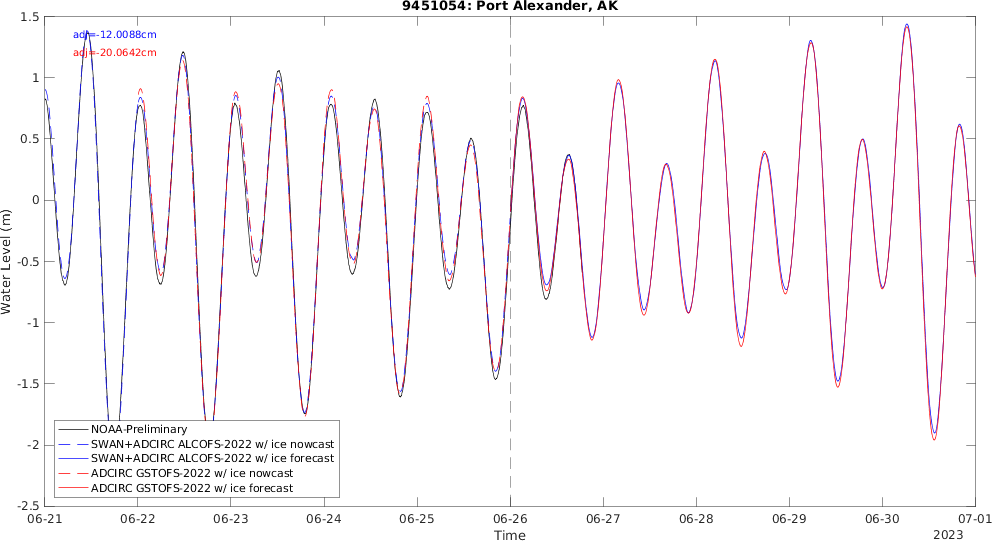 9451054: Port Alexander, AK
adj=-12.0088cm
adj=-20.0642cm
1.5
1
0.5
0
-0.5
-1
-1.5
-2
-2.5
Water Level (m)
NOAA-Preliminary
SWAN+ADCIRC ALCOFS-2022 w/ ice nowcast
SWAN+ADCIRC ALCOFS-2022 w/ ice forecast
ADCIRC GSTOFS-2022 w/ ice nowcast
ADCIRC GSTOFS-2022 w/ ice forecast
06-21 06-22 06-23 06-24 06-25 06-26 06-27 06-28 06-29 06-30 07-01
Time
2023